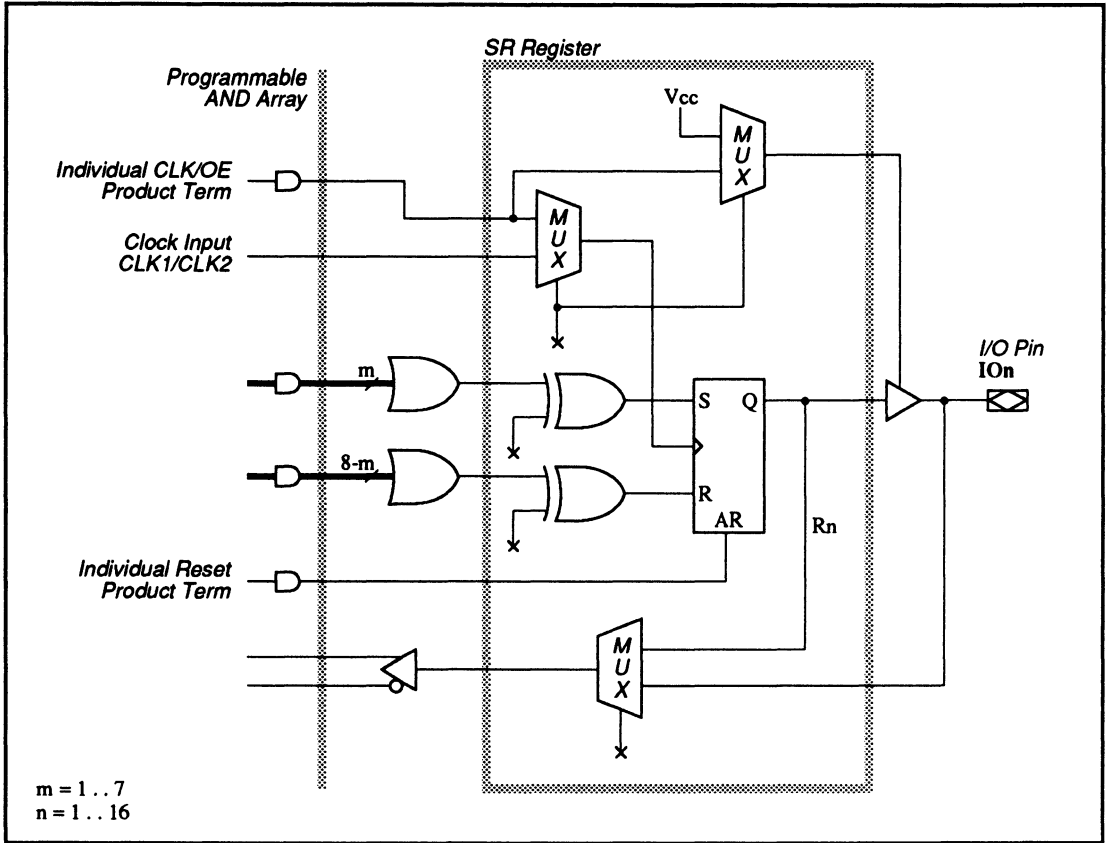 SR Register
Programmable
AND Array
Vcc
MUX
Individual CLK/OE
Product Term
MUX
Clock Input
CLK1/CLK2
I/O Pin
IOn
m
S
Q
8-m
R
AR
Rn
Individual Reset
Product Term
MUX
m = 1 . . 7
n = 1 . . 16